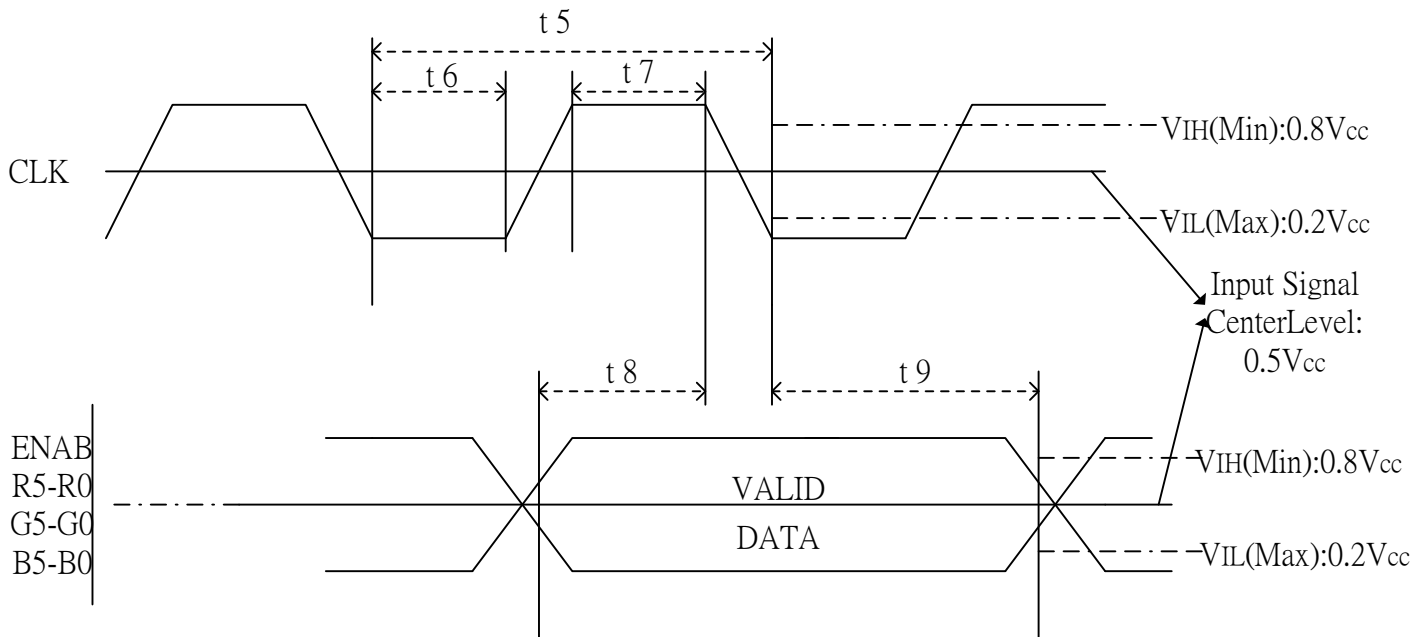 t 5
t 6
t 7
VIH(Min):0.8Vcc
CLK
VIL(Max):0.2Vcc
Input Signal
CenterLevel:
0.5Vcc
t 8
t 9
ENAB
R5-R0
G5-G0
B5-B0
VALID
DATA
VIH(Min):0.8Vcc
VIL(Max):0.2Vcc